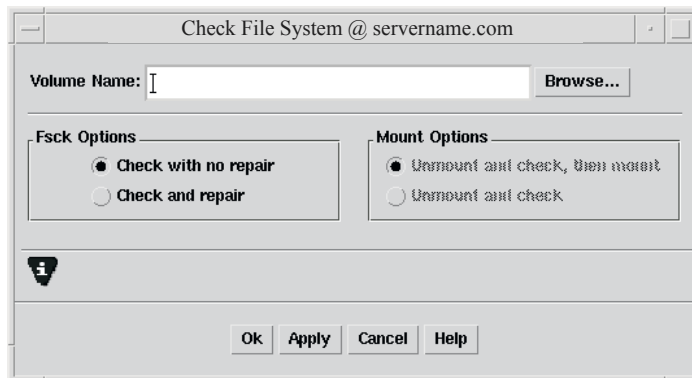 Check File System @ servername.com
Volume Name:
Browse...
Fsck Options
Check with no repair
Check and repair
Mount Options
Unmount and check, then mount
Unmount and check
i
Ok
Apply
Cancel
Help